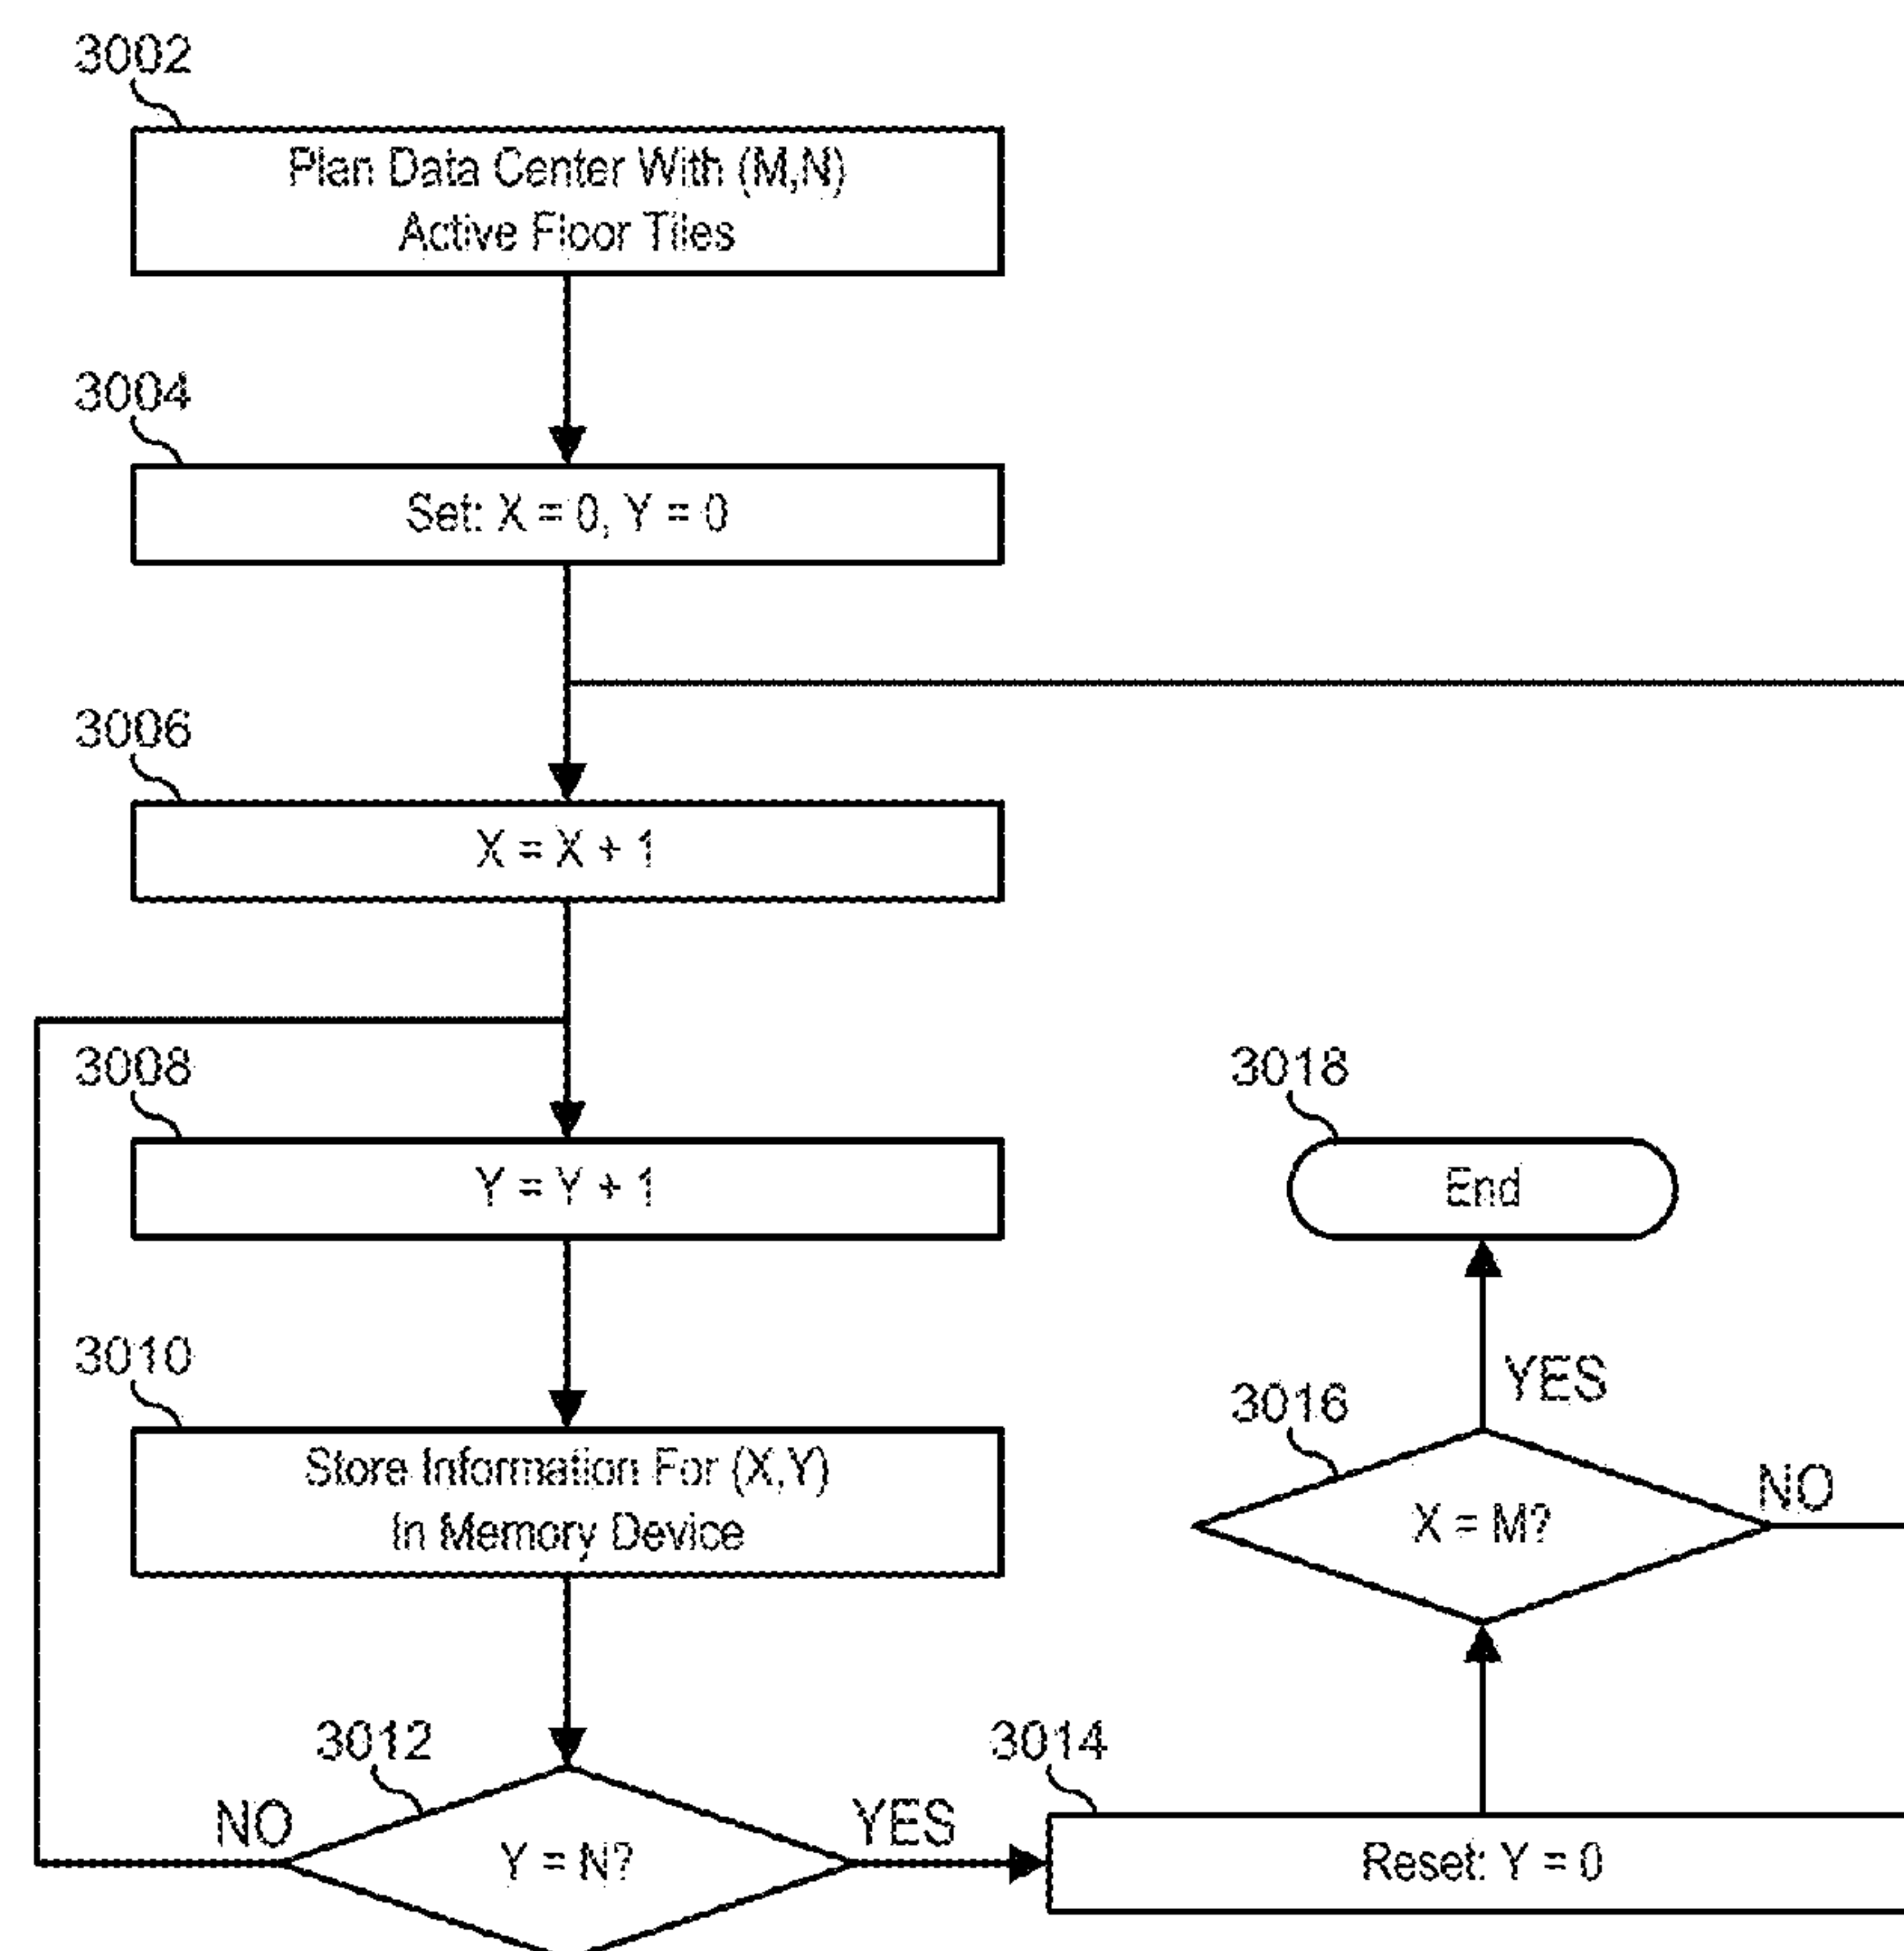 3002
Plan Data Center With (M,N)
Active Floor Tiles
3004
Set: X = 0, Y = 0
3006
X = X + 1
3008
Y = Y + 1
3010
Store Information For (X,Y)
In Memory Device
3012
NO
Y = N?
YES
3014
Reset: Y = 0
3016
X = M?
NO
YES
3018
End